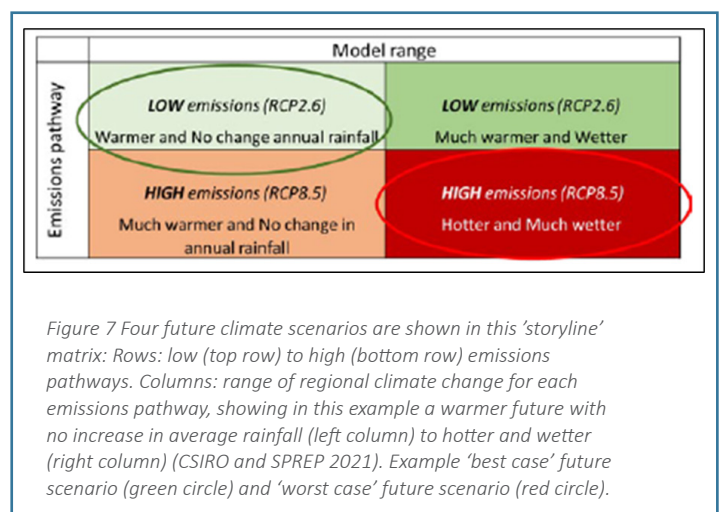 Model range
Emissions pathway
LOW emissions (RCP2.6)
Warmer and No change annual rainfall
LOW emissions (RCP2.6)
Much warmer and Wetter
HIGH emissions (RCP8.5)
Much warmer and No change in
annual rainfall
HIGH emissions (RCP8.5)
Hotter and Much wetter
Figure 7 Four future climate scenarios are shown in this ’storyline’
matrix: Rows: low (top row) to high (bottom row) emissions
pathways. Columns: range of regional climate change for each
emissions pathway, showing in this example a warmer future with
no increase in average rainfall (left column) to hotter and wetter
(right column) (CSIRO and SPREP 2021). Example ‘best case’ future
scenario (green circle) and ‘worst case’ future scenario (red circle).